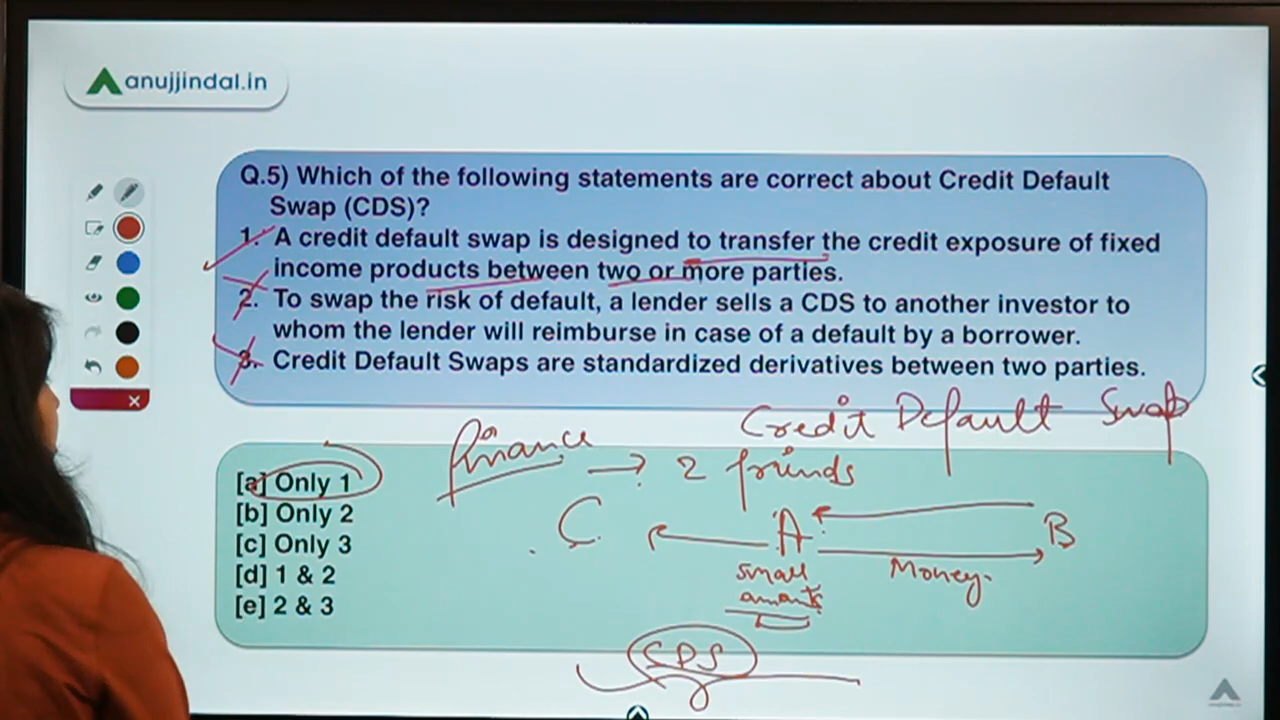 anujjindal.in
Q.5) Which of the following statements are correct about Credit Default
Swap (CDS)?
1. A credit default swap is designed to transfer the credit exposure of fixed
income products between two or more parties.
2. To swap the risk of default, a lender sells a CDS to another investor to
whom the lender will reimburse in case of a default by a borrower.
3. Credit Default Swaps are standardized derivatives between two parties.
Credit Default Swap
finance → 2 friends
[a] Only 1
[b] Only 2
[c] Only 3
[d] 1 & 2
[e] 2 & 3
C A B
small
Money.
CDS